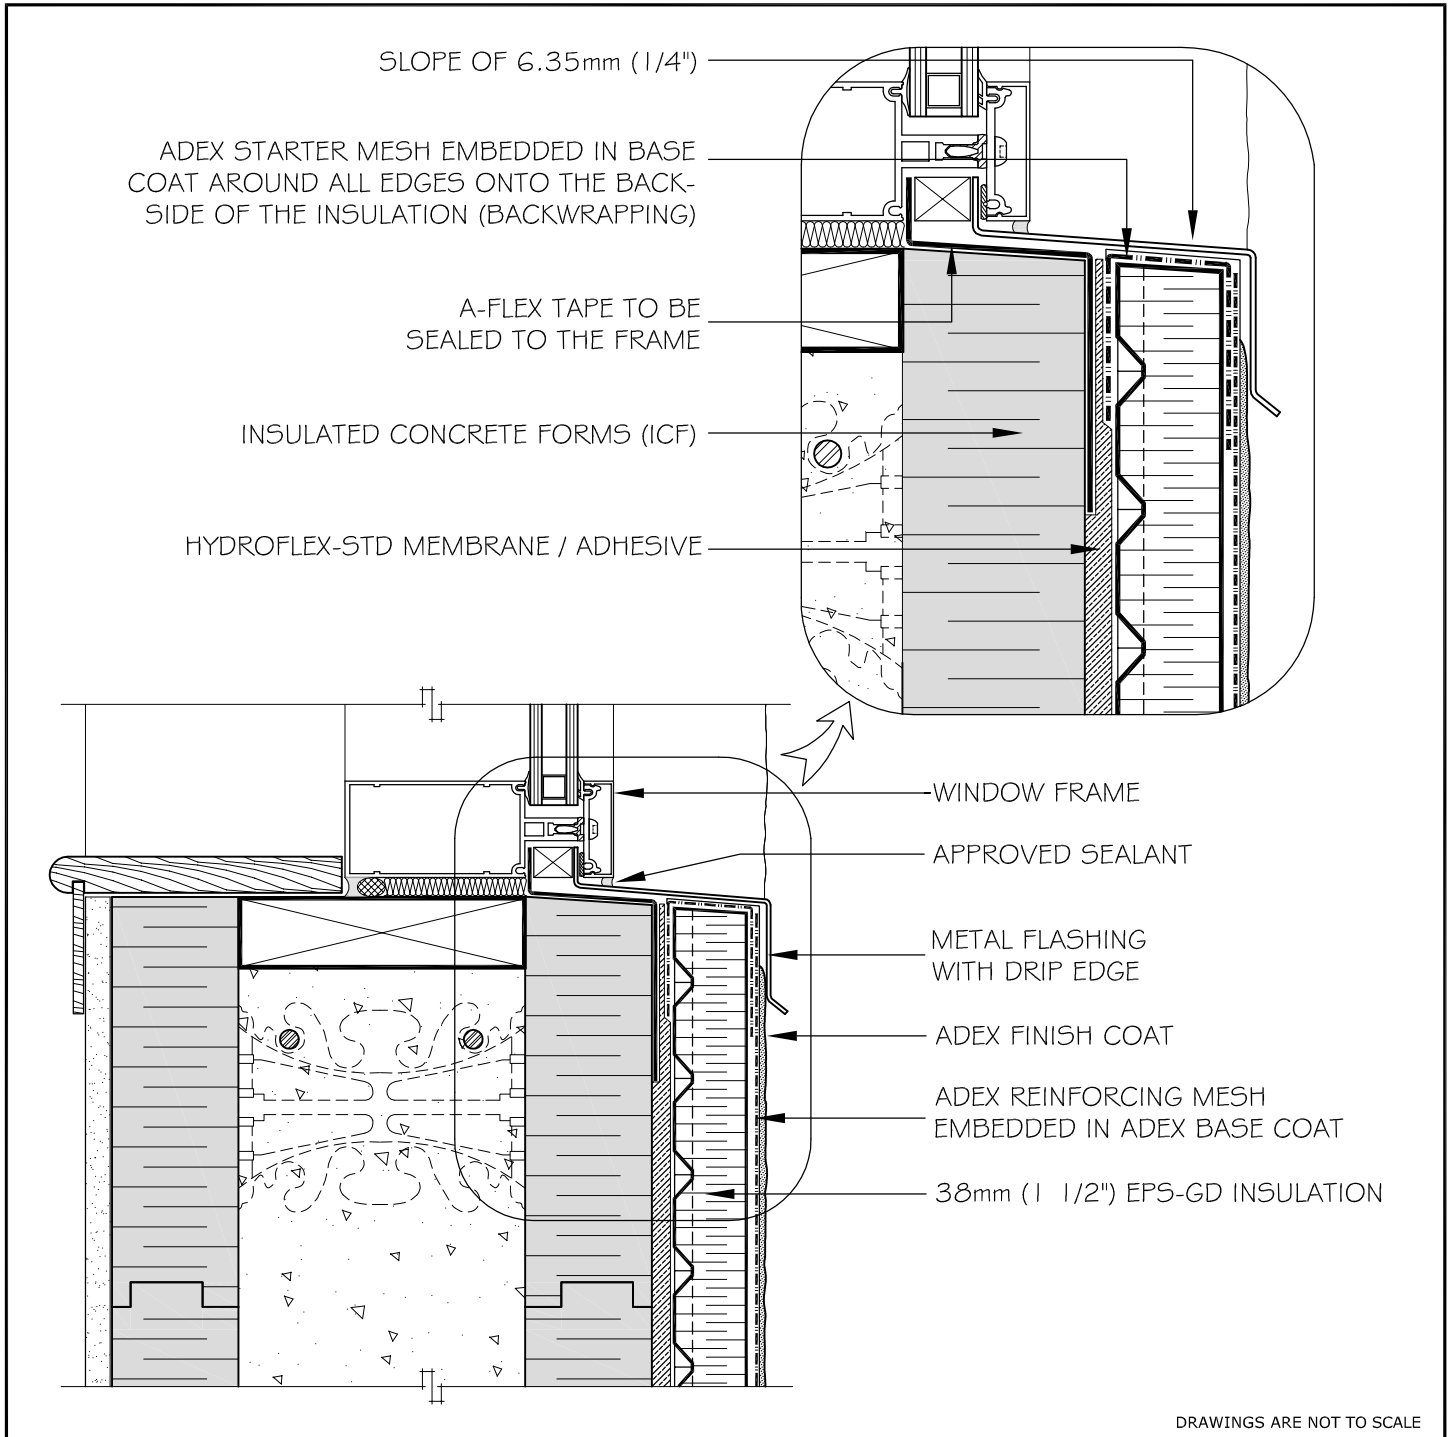 SLOPE OF 6.35mm (1/4")
ADEX STARTER MESH EMBEDDED IN BASE
COAT AROUND ALL EDGES ONTO THE BACK-
SIDE OF THE INSULATION (BACKWRAPPING)
A-FLEX TAPE TO BE
SEALED TO THE FRAME
INSULATED CONCRETE FORMS (ICF)
HYDROFLEX-STD MEMBRANE / ADHESIVE
WINDOW FRAME
APPROVED SEALANT
METAL FLASHING
WITH DRIP EDGE
ADEX FINISH COAT
ADEX REINFORCING MESH
EMBEDDED IN ADEX BASE COAT
38mm (1 1/2") EPS-GD INSULATION
DRAWINGS ARE NOT TO SCALE